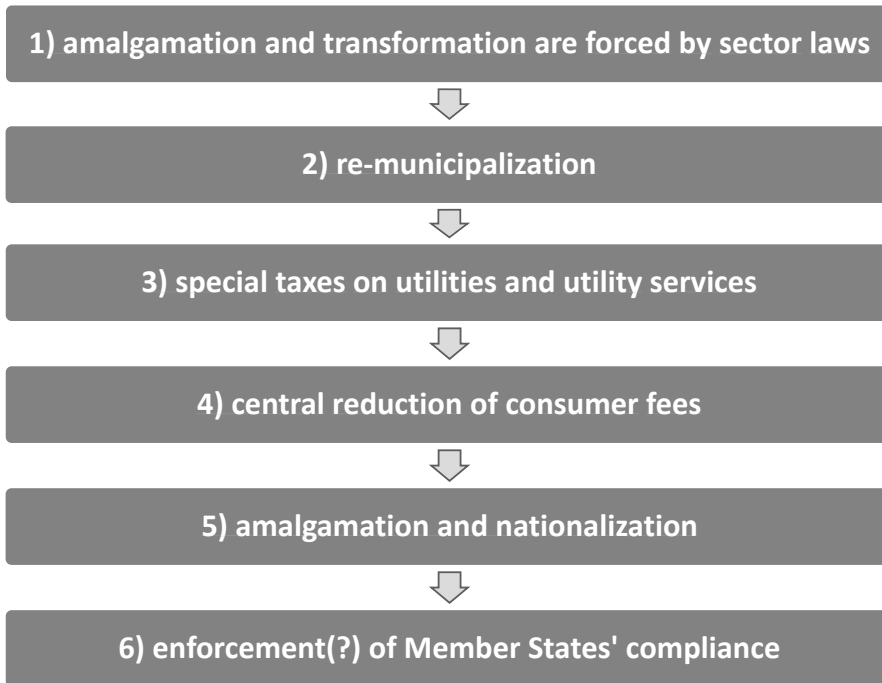 1) amalgamation and transformation are forced by sector laws
2) re-municipalization
3) special taxes on utilities and utility services
4) central reduction of consumer fees
5) amalgamation and nationalization
6) enforcement(?) of Member States' compliance